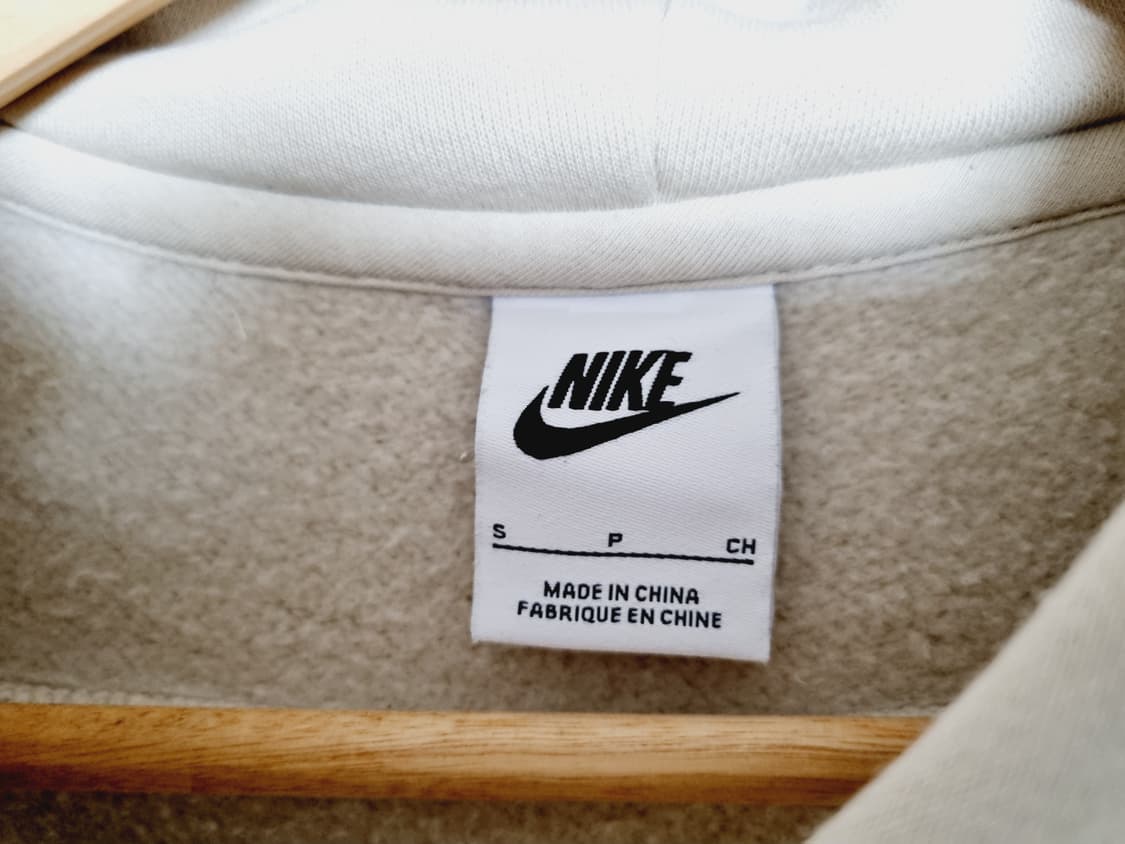 NIKE
S P CH
MADE IN CHINA
FABRIQUE EN CHINE